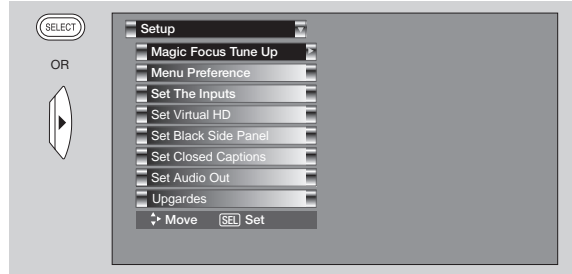 SELECT
OR
Setup
Magic Focus Tune Up
Menu Preference
Set The Inputs
Set Virtual HD
Set Black Side Panel
Set Closed Captions
Set Audio Out
Upgardes
Move SEL Set